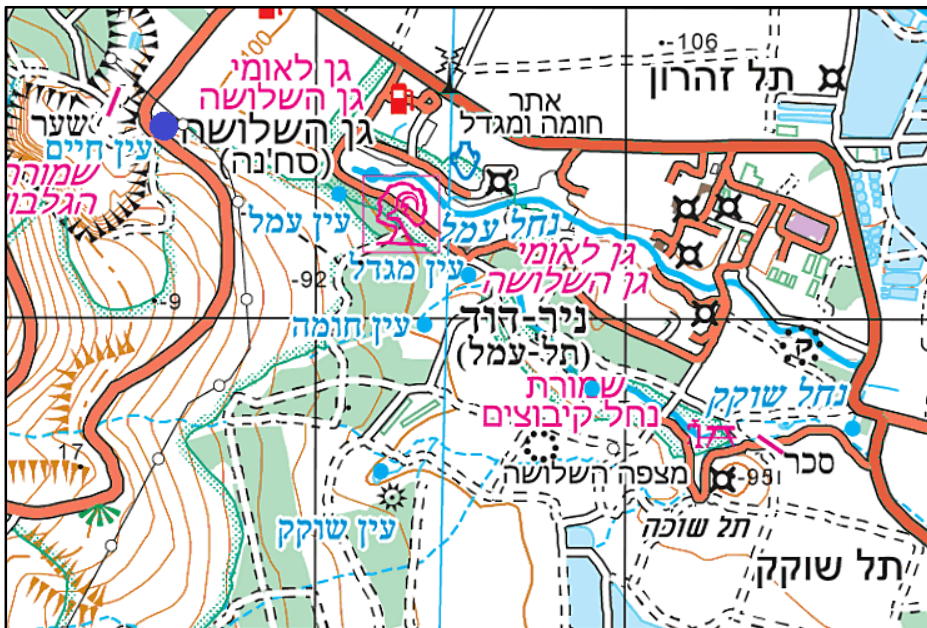 100
106-
גן לאומי
גן השלושה
גן השלושה
(סח'נה)
שער
עין חיים
שמורת
הגלבו
אתר
חומה ומגדל
תל זהרון
עין עמל
נחל עמל
עין מגדל
גן לאומי
גן השלושה
92-
9-
עין חומה
ניר-דוד
(תל-עמל)
ק
שמורת
נחל קיבוצים
נחל שוקק
סכר
17
מצפה השלושה
95-
עין שוקק
תל שוכה
תל שוקק